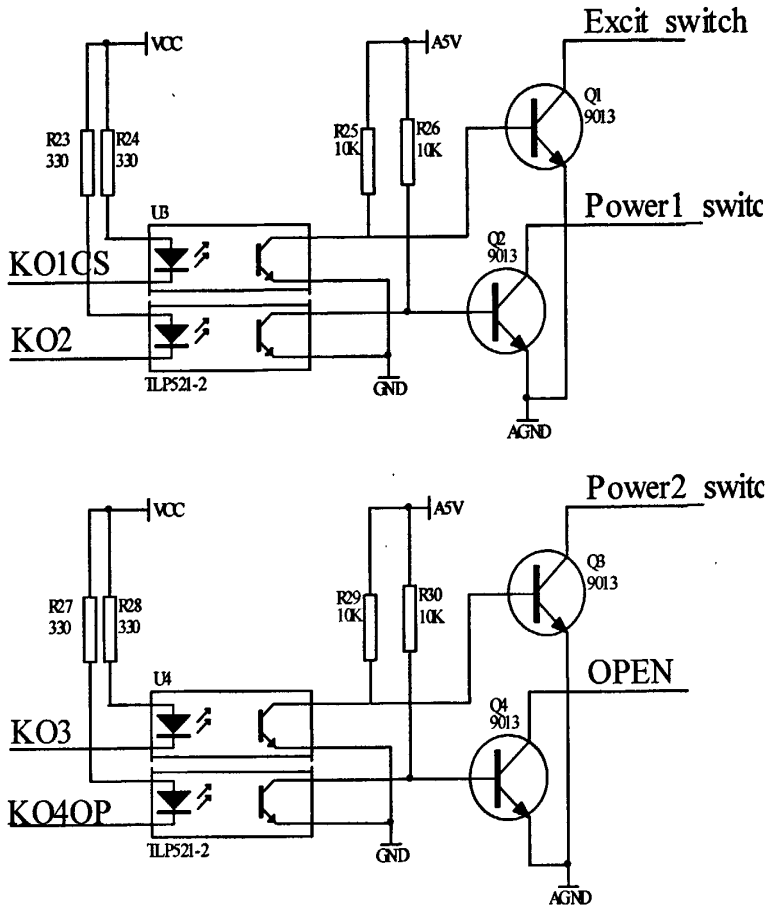 Excit switch
VCC
A5V
Q1
9013
R23
330
R24
330
R25
10K
R26
10K
U3
Power1 switc
Q2
9013
KO1CS
KO2
TLP521-2
GND
AGND
Power2 switc
VCC
A5V
Q3
9013
R27
330
R28
330
R29
10K
R30
10K
U4
OPEN
Q4
9013
KO3
KO4OP
TLP521-2
GND
AGND